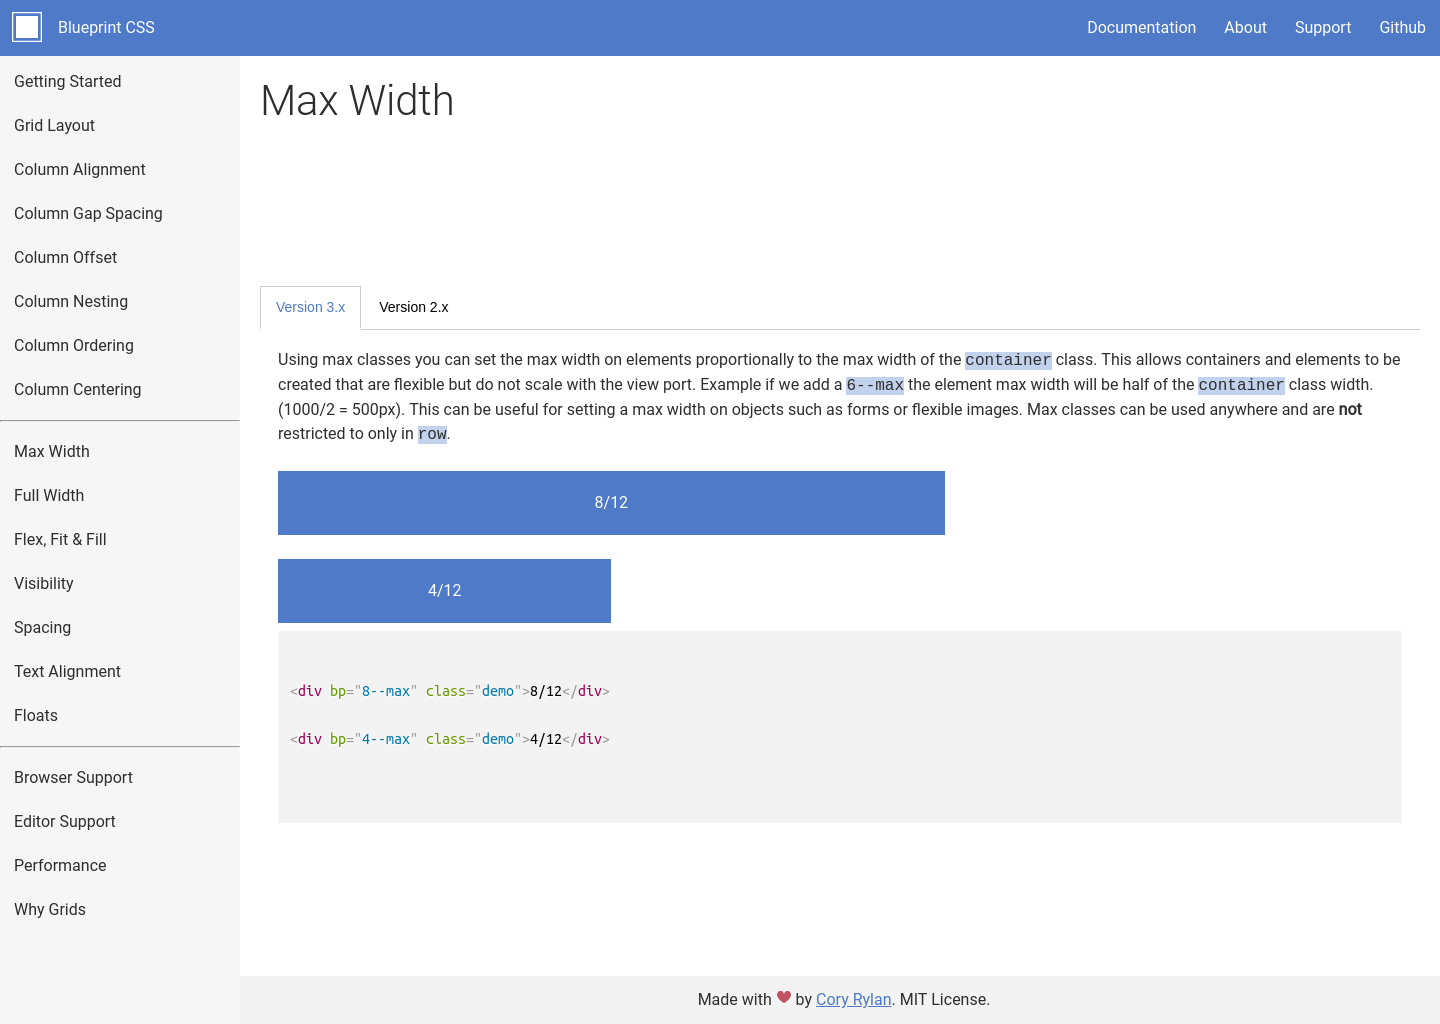 Blueprint CSS
Documentation
About
Support
Github
Getting Started
Grid Layout
Column Alignment
Column Gap Spacing
Column Offset
Column Nesting
Column Ordering
Column Centering
Max Width
Full Width
Flex, Fit & Fill
Visibility
Spacing
Text Alignment
Floats
Browser Support
Editor Support
Performance
Why Grids
Max Width
Version 3.x
Version 2.x
Using max classes you can set the max width on elements proportionally to the max width of the container class. This allows containers and elements to be
created that are flexible but do not scale with the view port. Example if we add a 6--max the element max width will be half of the container class width.
(1000/2 = 500px). This can be useful for setting a max width on objects such as forms or flexible images. Max classes can be used anywhere and are not
restricted to only in row.
8/12
4/12
<div bp="8--max" class="demo">8/12</div>
<div bp="4--max" class="demo">4/12</div>
Made with ♥ by Cory Rylan. MIT License.